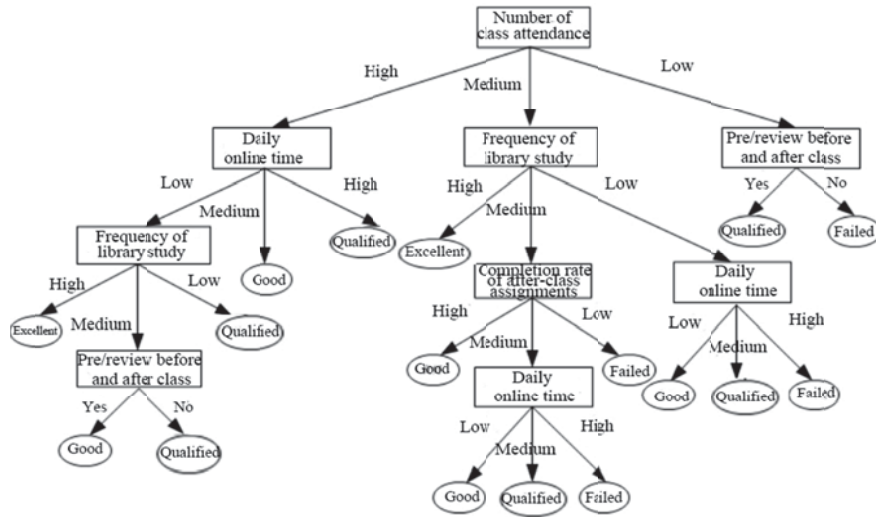 Number of
class attendance
High
Medium
Low
Daily
online time
Frequency of
library study
Pre/review before
and after class
Low
Medium
High
High
Medium
Low
Yes
No
Frequency of
library study
Good
Qualified
Excellent
Qualified
Failed
High
Medium
Low
Completion rate
of after-class
assignments
Daily
online time
Excellent
Qualified
High
Medium
Low
Low
Medium
High
Pre/review before
and after class
Good
Daily
online time
Failed
Good
Qualified
Failed
Yes
No
Low
Medium
High
Good
Qualified
Good
Qualified
Failed